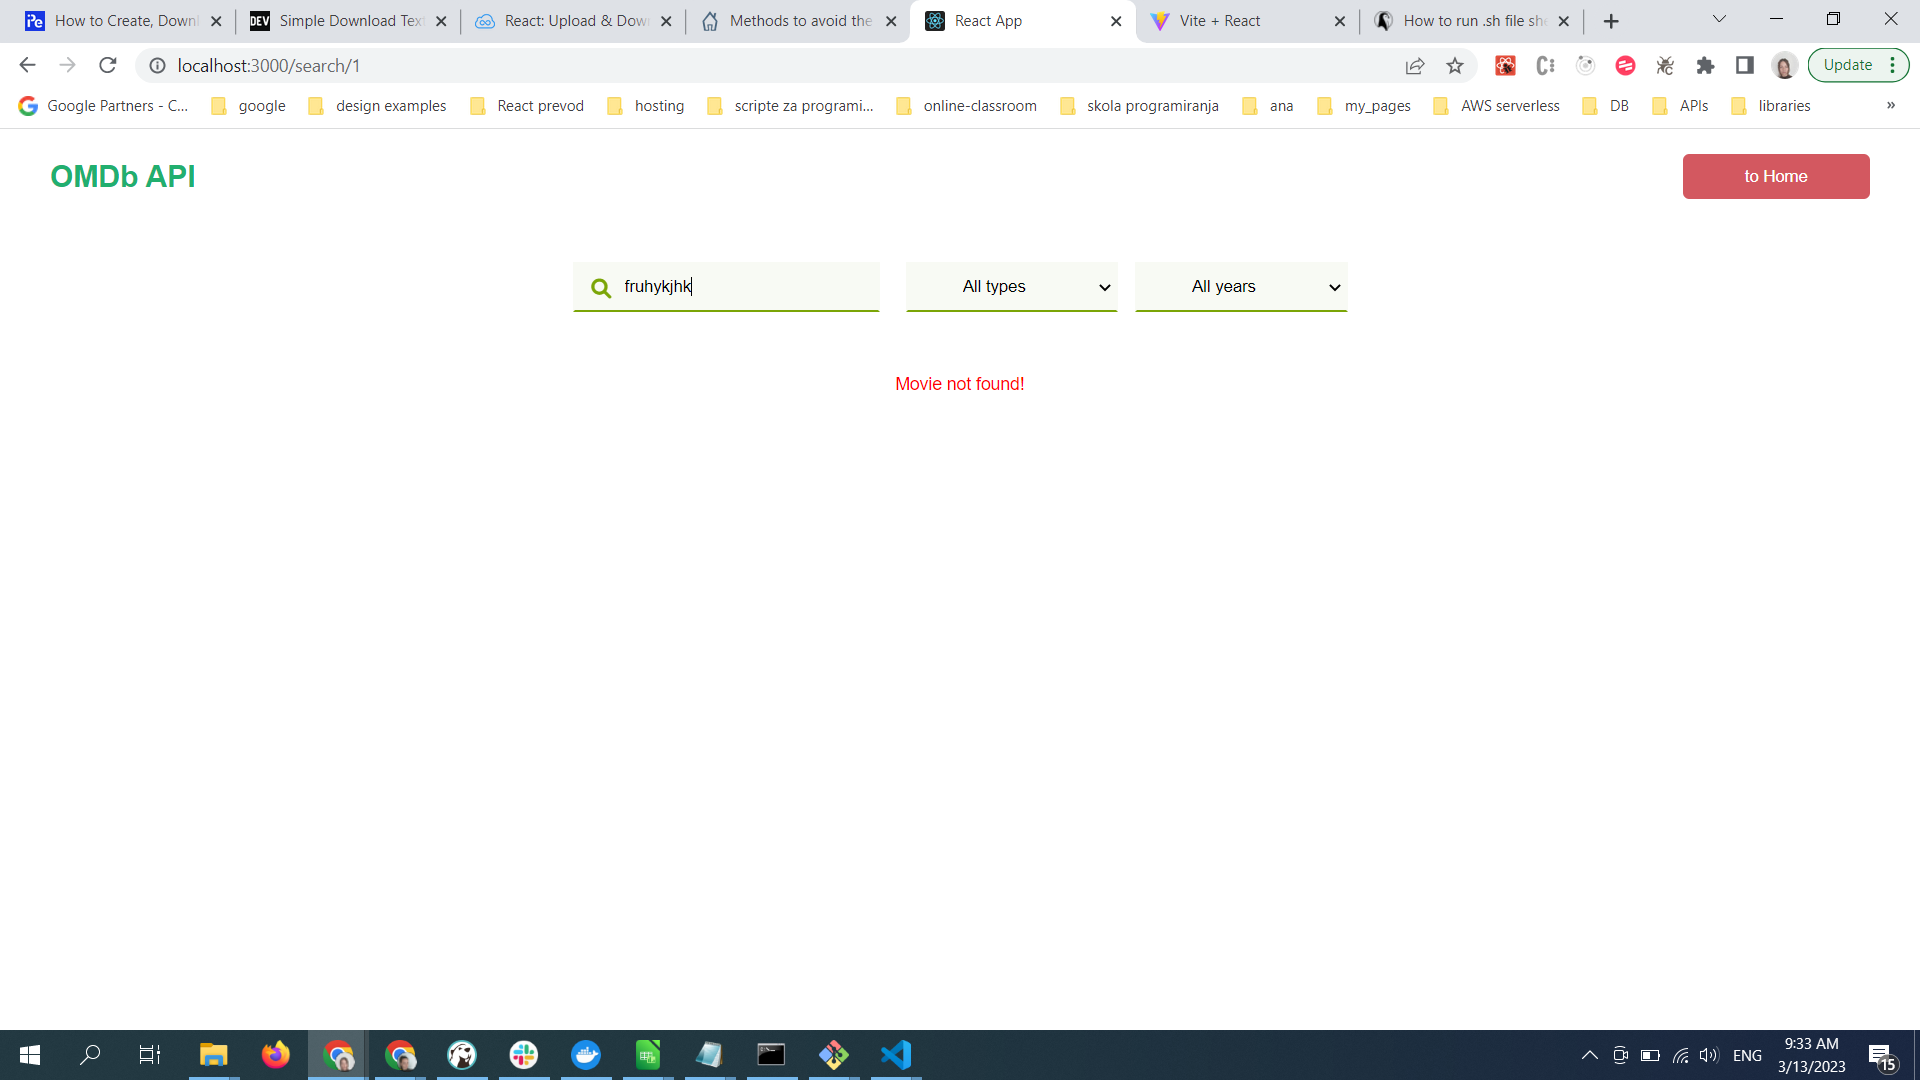 How to Create, Downl
DEV Simple Download Tex
React: Upload & Dow
Methods to avoid the
React App
Vite + React
How to run .sh file she
localhost:3000/search/1
Update
Google Partners - C...
google
design examples
React prevod
hosting
scripte za programi...
online-classroom
skola programiranja
ana
my_pages
AWS serverless
DB
APIs
libraries
»
OMDb API
to Home
fruhykjhk
All types
All years
Movie not found!
ENG
9:33 AM
3/13/2023
15